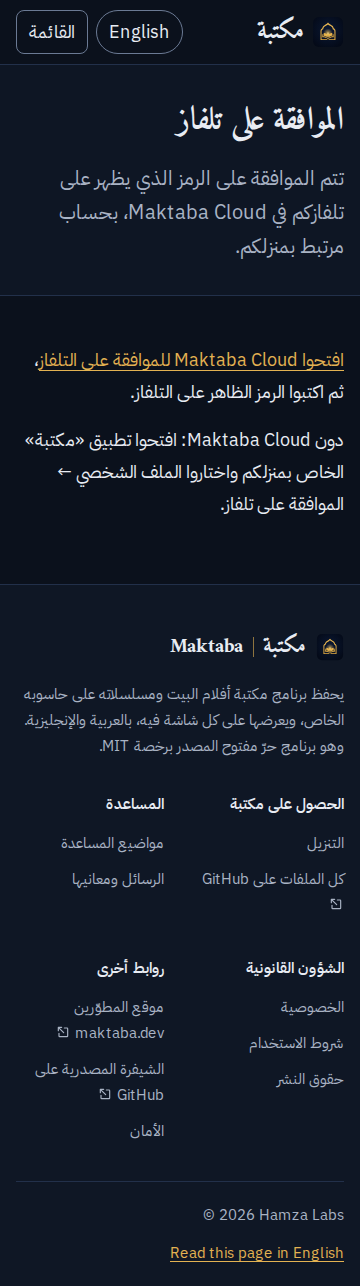 مكتبة
English
القائمة
الموافقة على تلفاز
تتم الموافقة على الرمز الذي يظهر على
تلفازكم في Maktaba Cloud، بحساب
مرتبط بمنزلكم.
افتحوا Maktaba Cloud للموافقة على التلفاز،
ثم اكتبوا الرمز الظاهر على التلفاز.
دون Maktaba Cloud: افتحوا تطبيق «مكتبة»
الخاص بمنزلكم واختاروا الملف الشخصي ←
الموافقة على تلفاز.
مكتبة | Maktaba
يحفظ برنامج مكتبة أفلام البيت ومسلسلاته على حاسوبه
الخاص، ويعرضها على كل شاشة فيه، بالعربية والإنجليزية.
وهو برنامج حرّ مفتوح المصدر برخصة MIT.
الحصول على مكتبة
التنزيل
كل الملفات على GitHub
المساعدة
مواضيع المساعدة
الرسائل ومعانيها
الشؤون القانونية
الخصوصية
شروط الاستخدام
حقوق النشر
روابط أخرى
موقع المطوّرين
maktaba.dev
الشيفرة المصدرية على
GitHub
الأمان
© 2026 Hamza Labs
Read this page in English